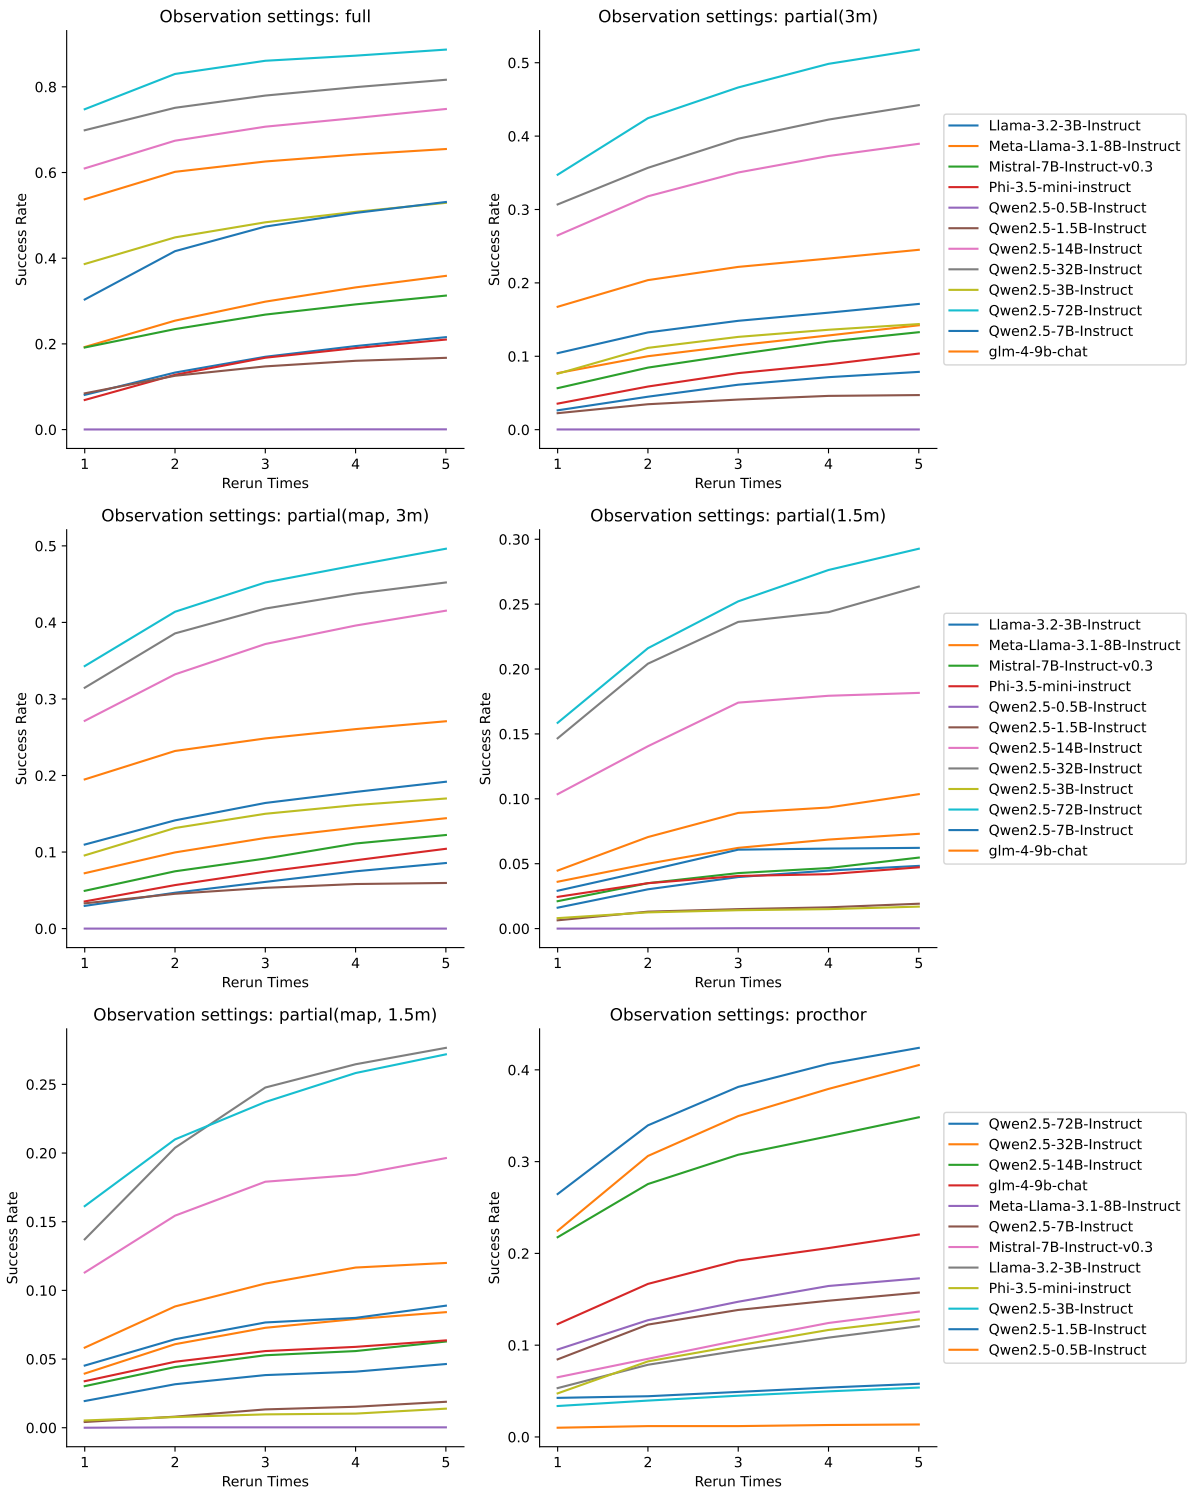 Observation settings: full
Success Rate
0.8
0.6
0.4
0.2
0.0
1 2 3 4 5
Rerun Times
Observation settings: partial(3m)
Success Rate
0.5
0.4
0.3
0.2
0.1
0.0
1 2 3 4 5
Rerun Times
Llama-3.2-3B-Instruct
Meta-Llama-3.1-8B-Instruct
Mistral-7B-Instruct-v0.3
Phi-3.5-mini-instruct
Qwen2.5-0.5B-Instruct
Qwen2.5-1.5B-Instruct
Qwen2.5-14B-Instruct
Qwen2.5-32B-Instruct
Qwen2.5-3B-Instruct
Qwen2.5-72B-Instruct
Qwen2.5-7B-Instruct
glm-4-9b-chat
Observation settings: partial(map, 3m)
Success Rate
0.5
0.4
0.3
0.2
0.1
0.0
1 2 3 4 5
Rerun Times
Observation settings: partial(1.5m)
Success Rate
0.30
0.25
0.20
0.15
0.10
0.05
0.00
1 2 3 4 5
Rerun Times
Llama-3.2-3B-Instruct
Meta-Llama-3.1-8B-Instruct
Mistral-7B-Instruct-v0.3
Phi-3.5-mini-instruct
Qwen2.5-0.5B-Instruct
Qwen2.5-1.5B-Instruct
Qwen2.5-14B-Instruct
Qwen2.5-32B-Instruct
Qwen2.5-3B-Instruct
Qwen2.5-72B-Instruct
Qwen2.5-7B-Instruct
glm-4-9b-chat
Observation settings: partial(map, 1.5m)
Success Rate
0.25
0.20
0.15
0.10
0.05
0.00
1 2 3 4 5
Rerun Times
Observation settings: procthor
Success Rate
0.4
0.3
0.2
0.1
0.0
1 2 3 4 5
Rerun Times
Qwen2.5-72B-Instruct
Qwen2.5-32B-Instruct
Qwen2.5-14B-Instruct
glm-4-9b-chat
Meta-Llama-3.1-8B-Instruct
Qwen2.5-7B-Instruct
Mistral-7B-Instruct-v0.3
Llama-3.2-3B-Instruct
Phi-3.5-mini-instruct
Qwen2.5-3B-Instruct
Qwen2.5-1.5B-Instruct
Qwen2.5-0.5B-Instruct